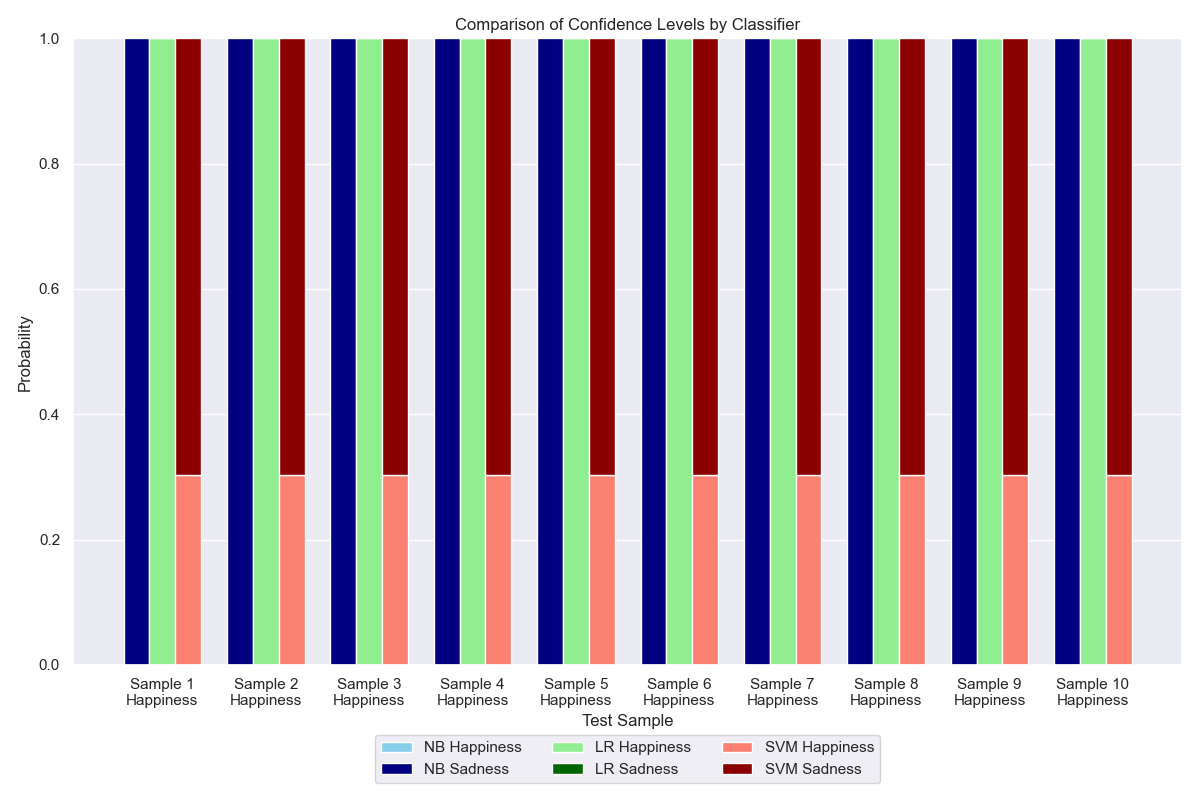 Comparison of Confidence Levels by Classifier
1.0
0.8
0.6
0.4
0.2
0.0
Probability
Sample 1 Sample 2 Sample 3 Sample 4 Sample 5 Sample 6 Sample 7 Sample 8 Sample 9 Sample 10
Happiness Happiness Happiness Happiness Happiness Happiness Happiness Happiness Happiness Happiness
Test Sample
NB Happiness LR Happiness SVM Happiness
NB Sadness LR Sadness SVM Sadness